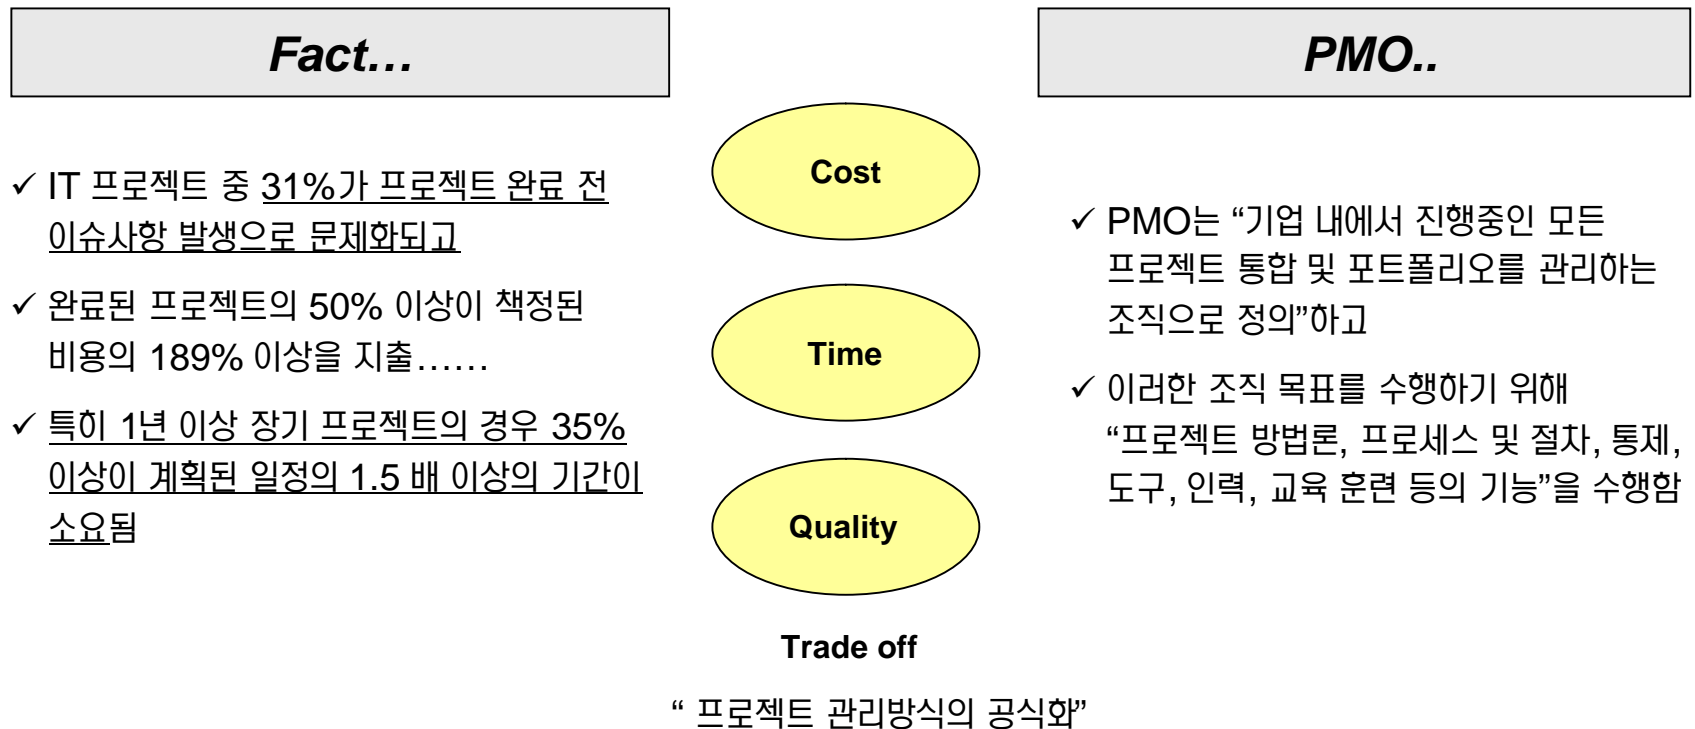 Fact…
✓ IT 프로젝트 중 31%가 프로젝트 완료 전
이슈사항 발생으로 문제화되고
✓ 완료된 프로젝트의 50% 이상이 책정된
비용의 189% 이상을 지출……
✓ 특히 1년 이상 장기 프로젝트의 경우 35%
이상이 계획된 일정의 1.5 배 이상의 기간이
소요됨
Cost
Time
Quality
Trade off
“ 프로젝트 관리방식의 공식화”
PMO..
✓ PMO는 “기업 내에서 진행중인 모든
프로젝트 통합 및 포트폴리오를 관리하는
조직으로 정의”하고
✓ 이러한 조직 목표를 수행하기 위해
“프로젝트 방법론, 프로세스 및 절차, 통제,
도구, 인력, 교육 훈련 등의 기능”을 수행함